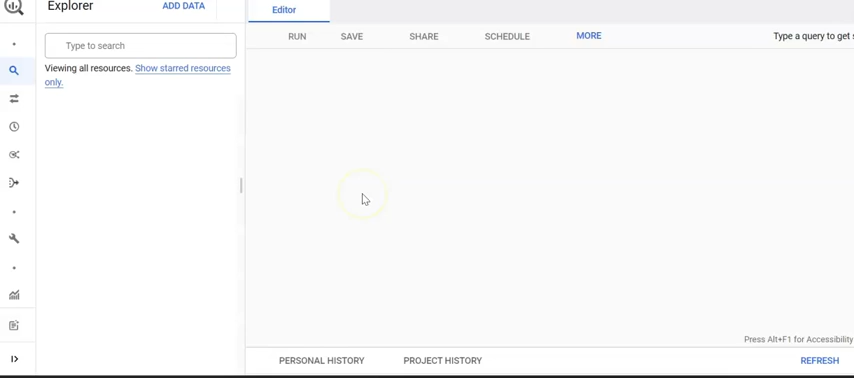 Explorer
ADD DATA
Type to search
Viewing all resources. Show starred resources
only.
Editor
RUN SAVE SHARE SCHEDULE MORE
Type a query to get
Press Alt+F1 for Accessibility
PERSONAL HISTORY PROJECT HISTORY REFRESH